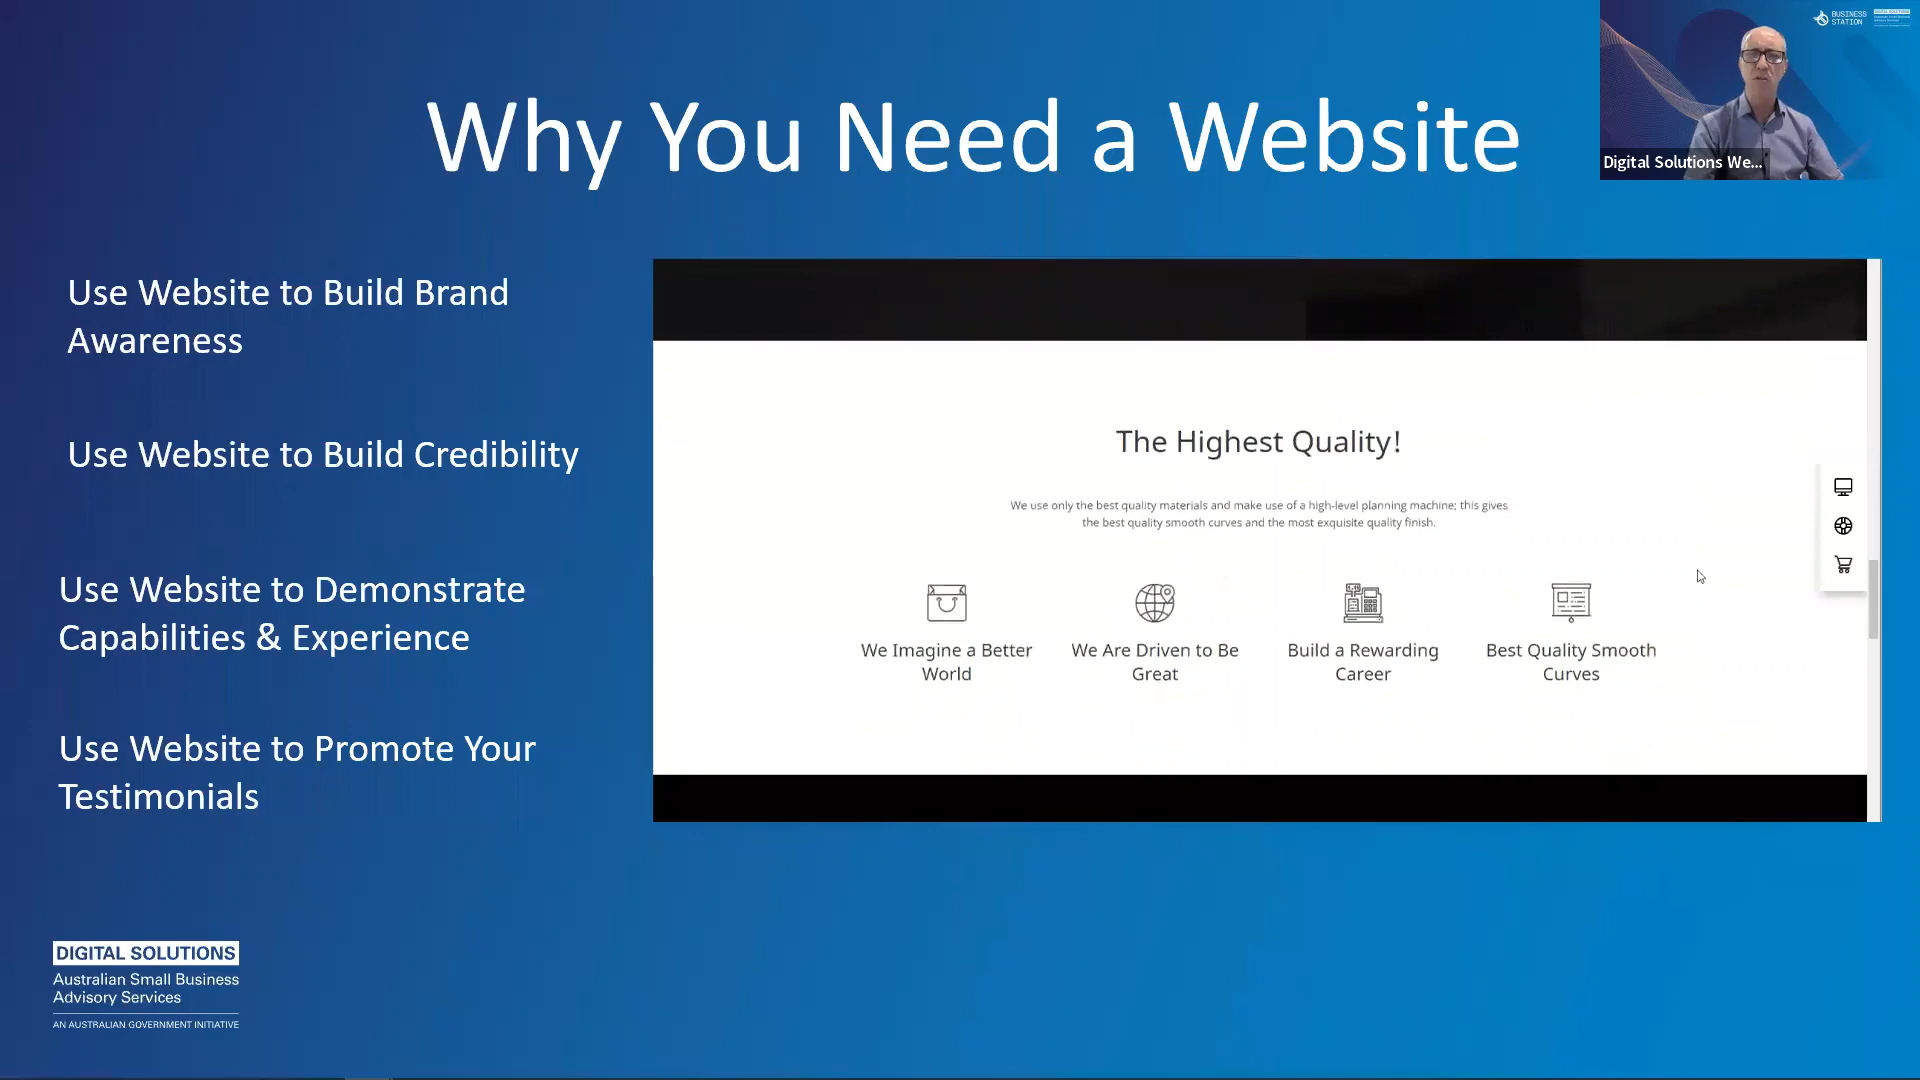 BUSINESS
STATION
Why You Need a Website
Digital Solutions We...
Use Website to Build Brand
Awareness
Use Website to Build Credibility
Use Website to Demonstrate
Capabilities & Experience
Use Website to Promote Your
Testimonials
The Highest Quality!
We use only the best quality materials and make use of a high-level planning machine; this gives
the best quality smooth curves and the most exquisite quality finish.
We Imagine a Better
World
We Are Driven to Be
Great
Build a Rewarding
Career
Best Quality Smooth
Curves
DIGITAL SOLUTIONS
Australian Small Business
Advisory Services
AN AUSTRALIAN GOVERNMENT INITIATIVE